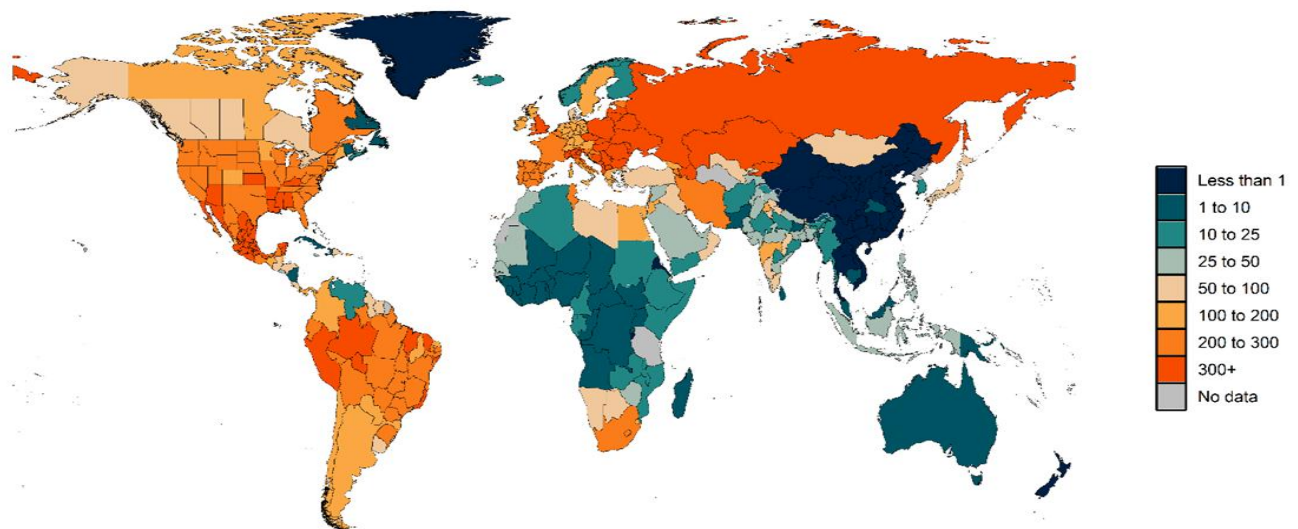 Less than 1
1 to 10
10 to 25
25 to 50
50 to 100
100 to 200
200 to 300
300+
No data